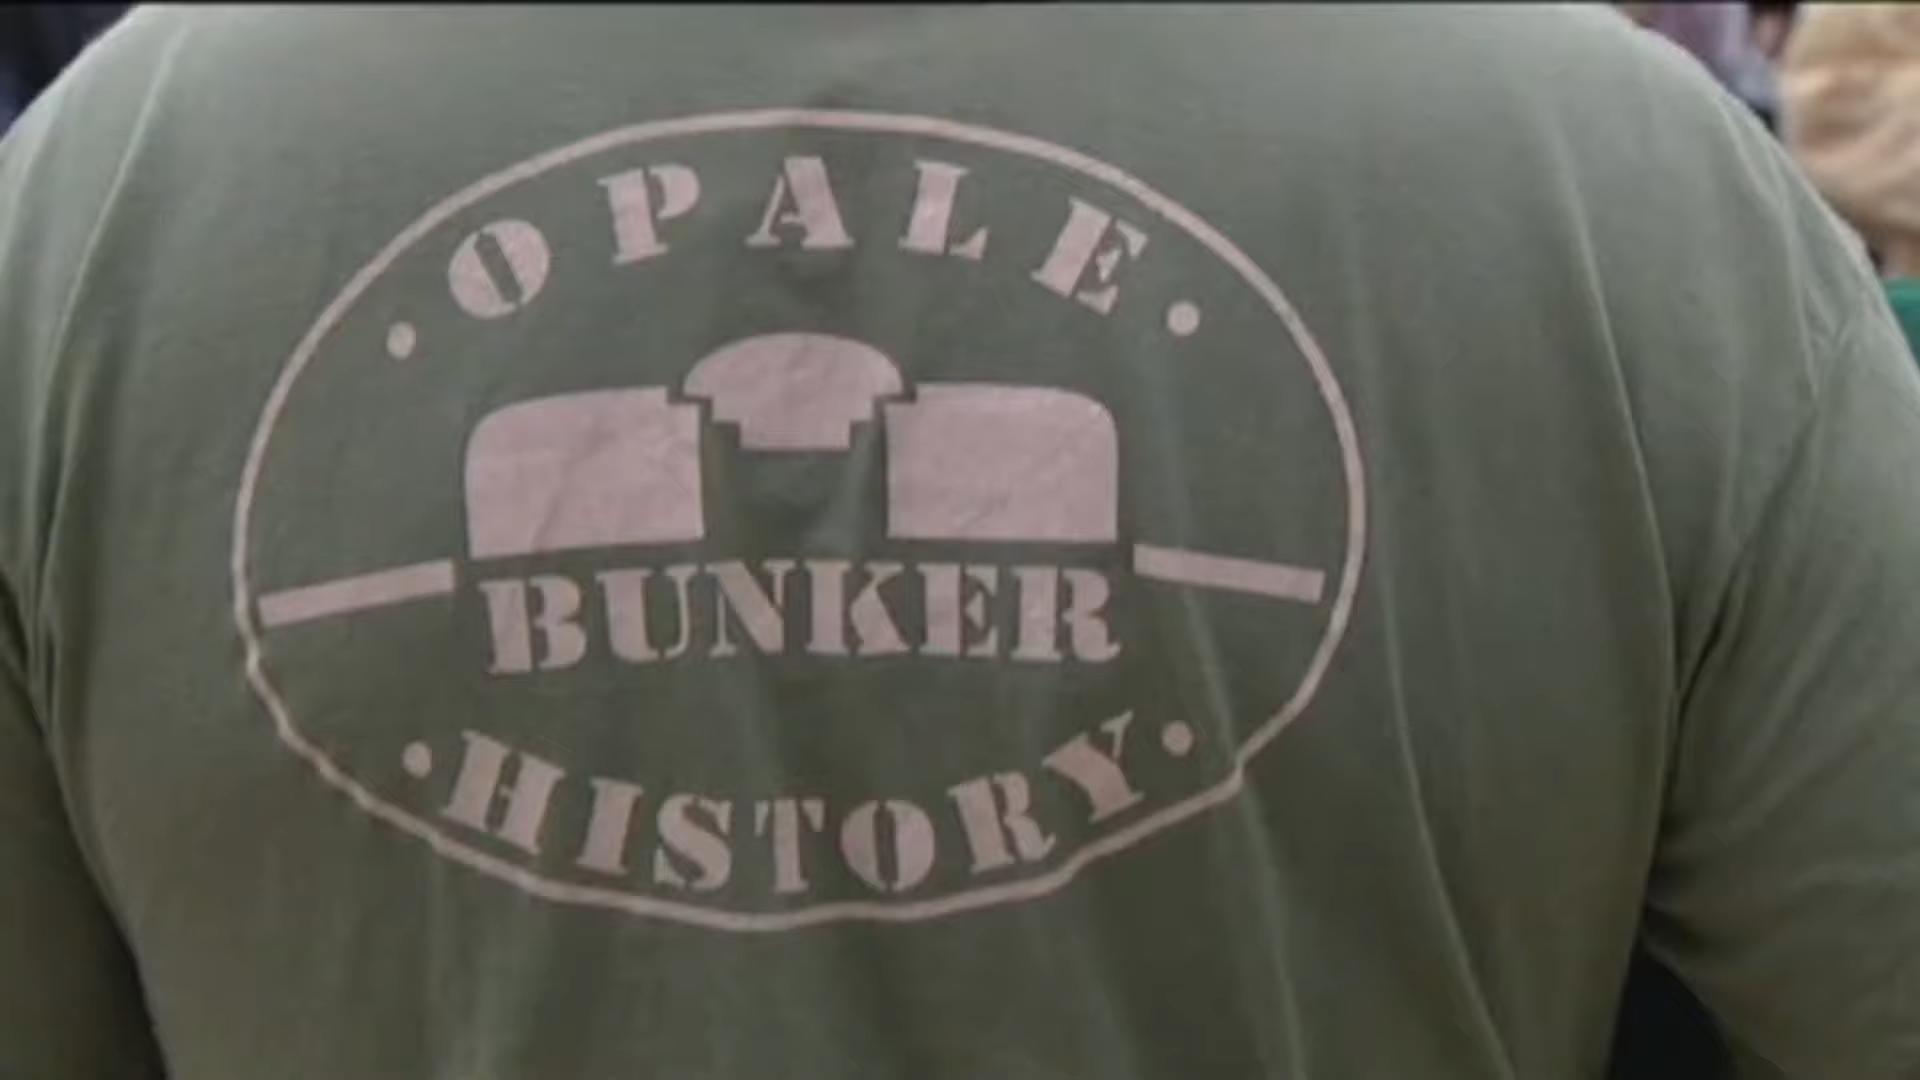 • OPALE •
BUNKER
• HISTORY •